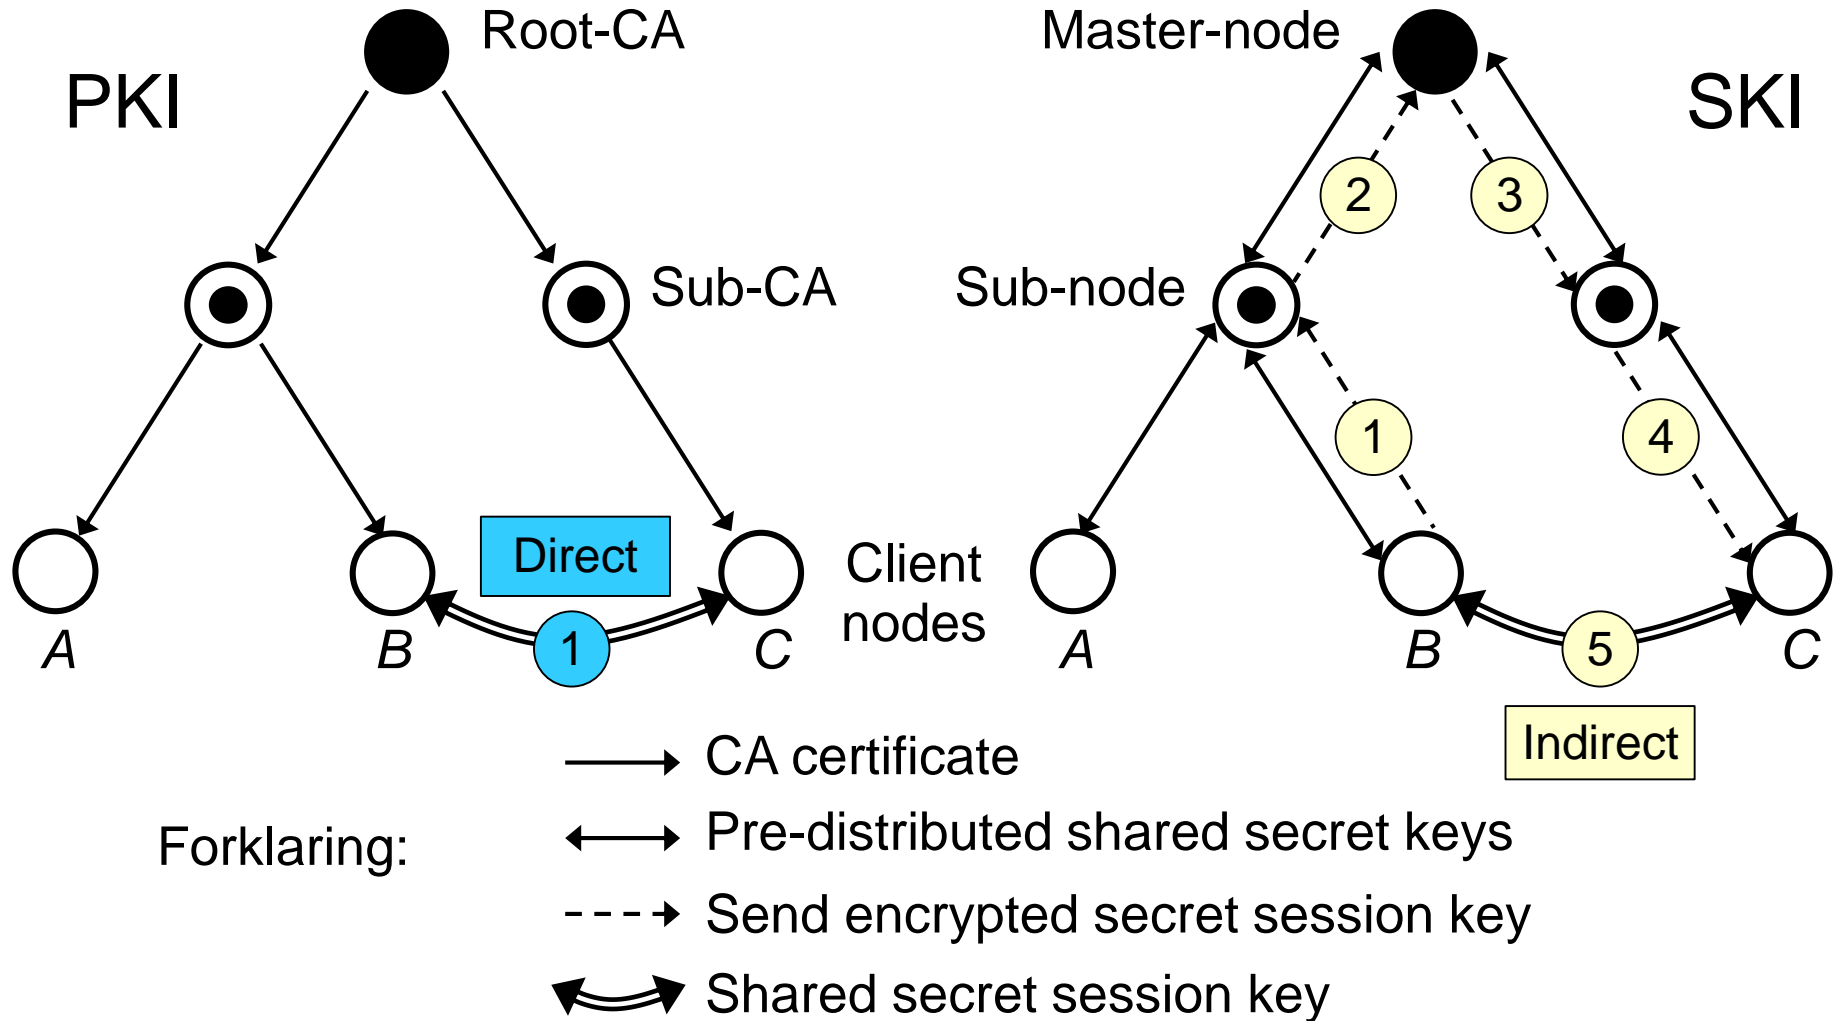 Root-CA
Master-node
PKI
SKI
2
3
Sub-CA
Sub-node
1
4
Direct
Client
nodes
A
B
1
C
A
B
5
C
Indirect
CA certificate
Forklaring:
Pre-distributed shared secret keys
Send encrypted secret session key
Shared secret session key